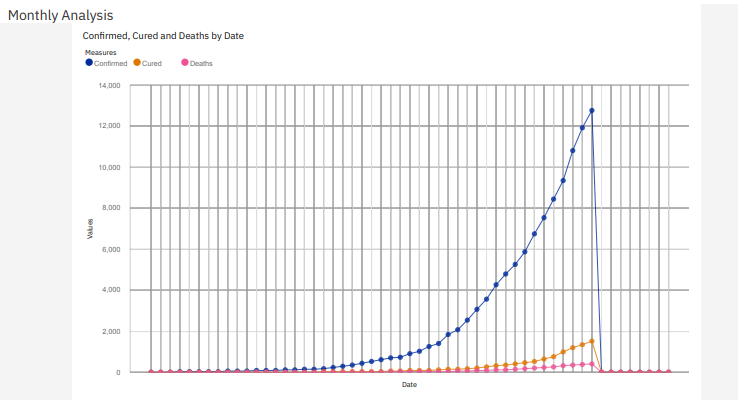 Monthly Analysis
Confirmed, Cured and Deaths by Date
Measures
Confirmed Cured Deaths
14,000
12,000
10,000
8,000
6,000
4,000
2,000
0
Values
Date